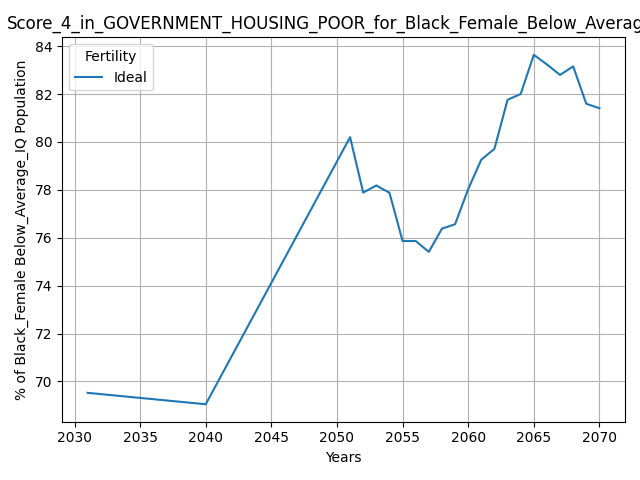 Score_4_in_GOVERNMENT_HOUSING_POOR_for_Black_Female_Below_Averag
Fertility
Ideal
% of Black_Female Below_Average_IQ Population
84
82
80
78
76
74
72
70
2030 2035 2040 2045 2050 2055 2060 2065 2070
Years